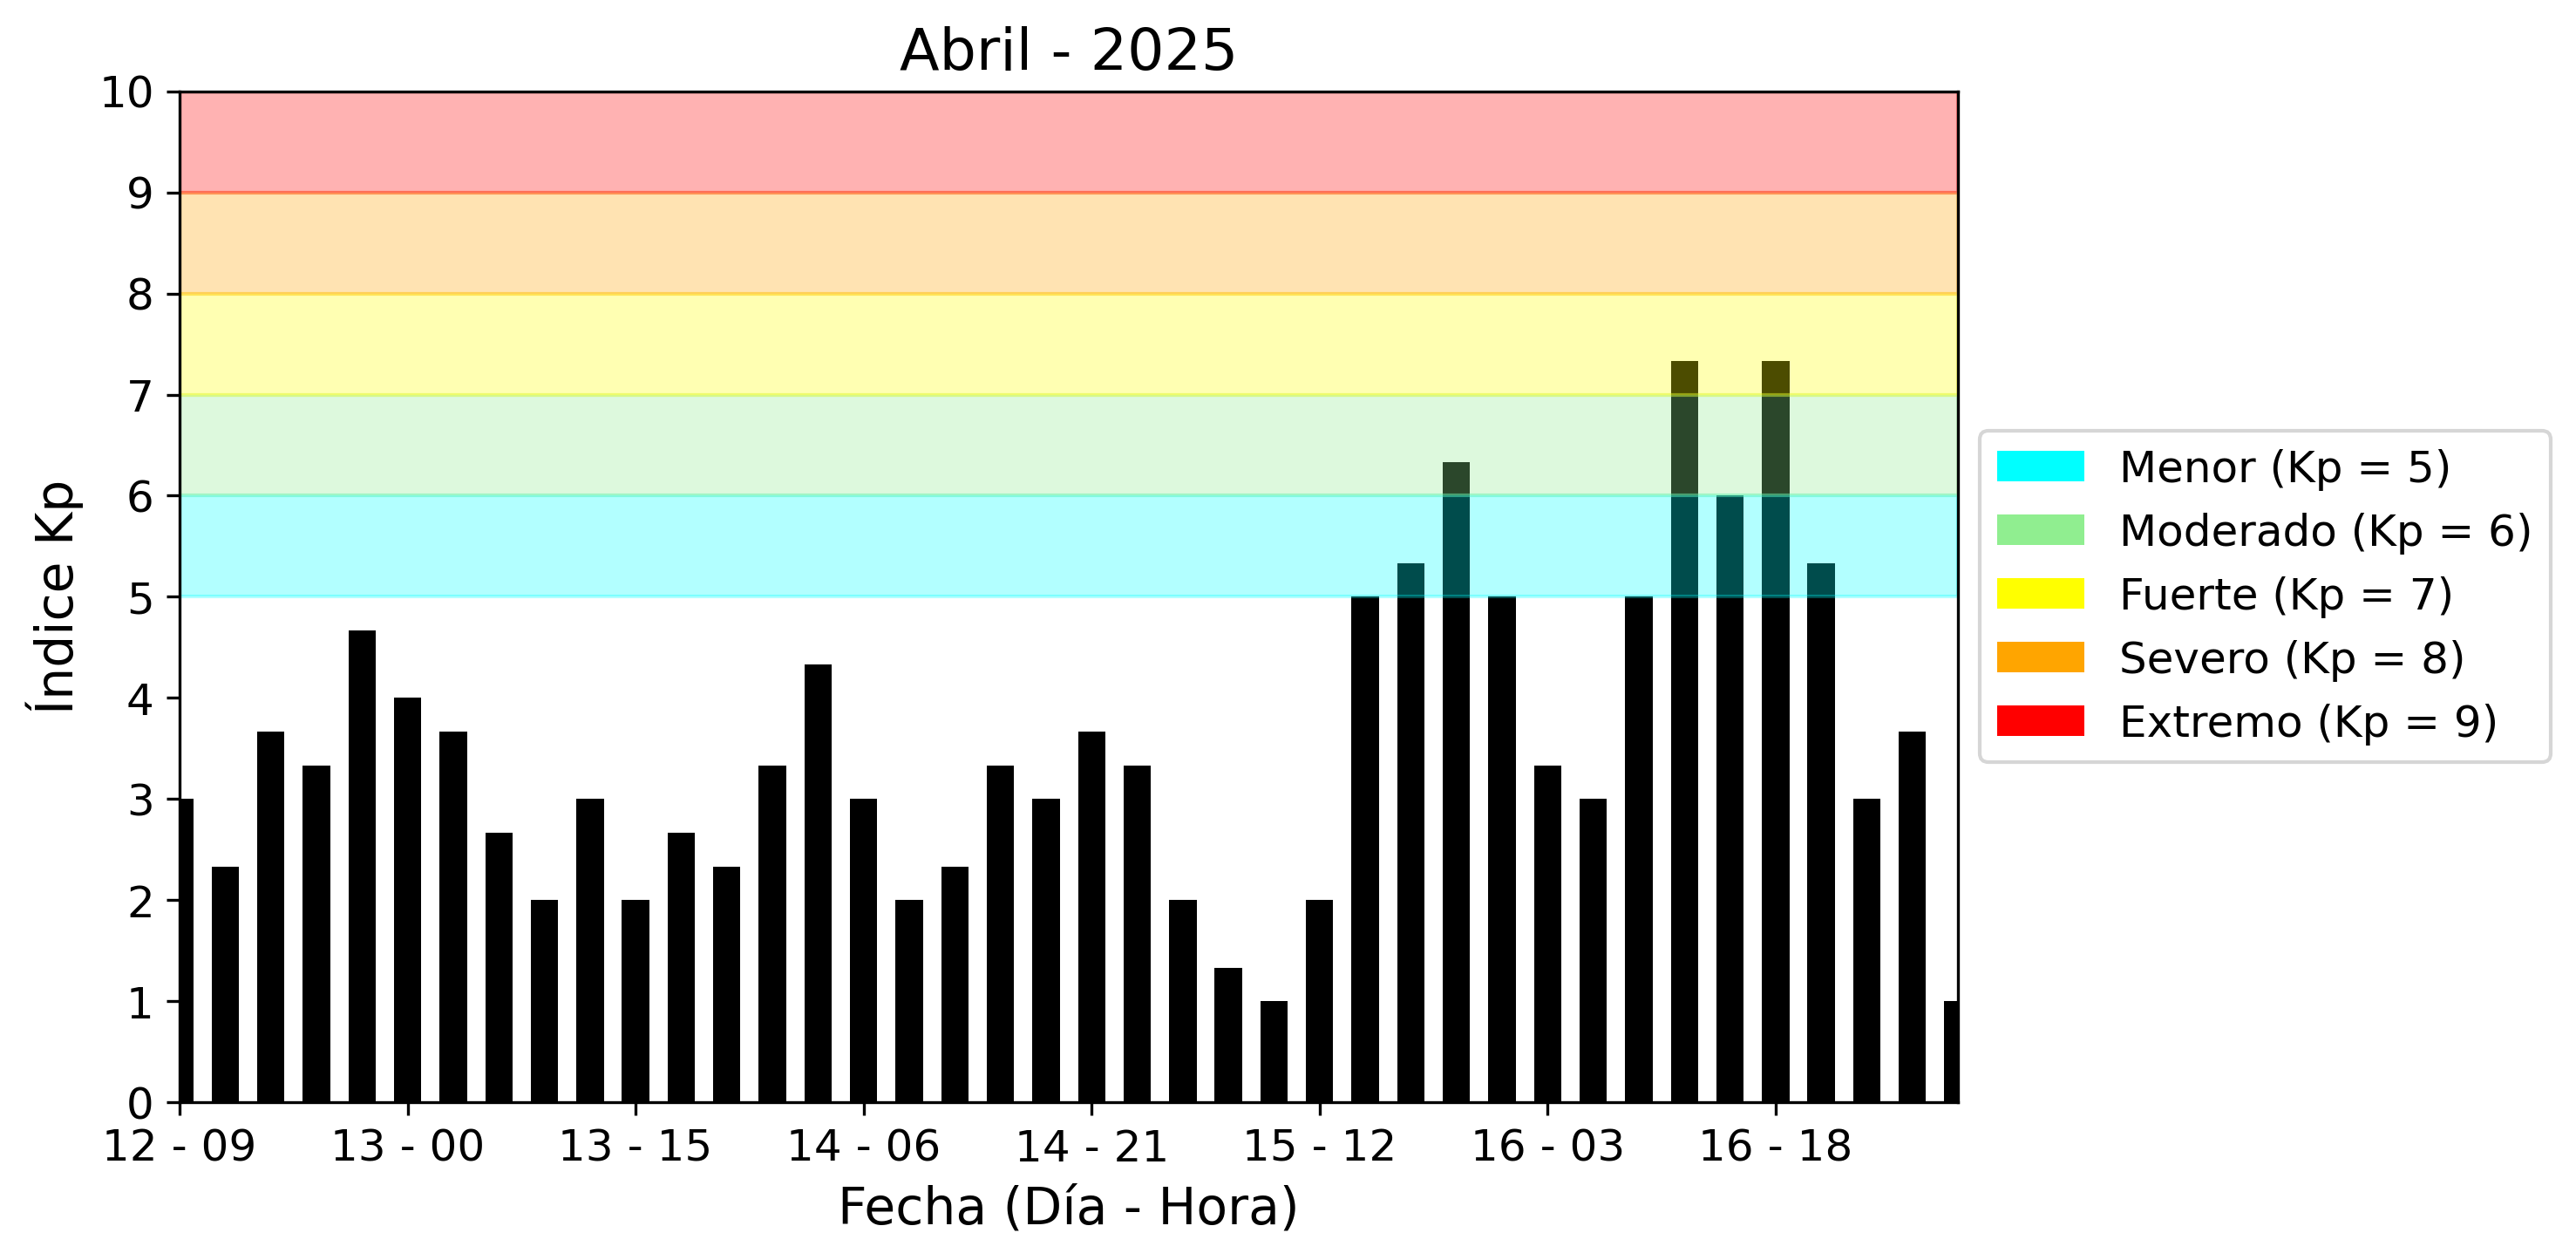 Abril - 2025
10
9
8
7
6
5
4
3
2
1
0
Índice Kp
12 - 09
13 - 00
13 - 15
14 - 06
14 - 21
15 - 12
16 - 03
16 - 18
Fecha (Día - Hora)
Menor (Kp = 5)
Moderado (Kp = 6)
Fuerte (Kp = 7)
Severo (Kp = 8)
Extremo (Kp = 9)